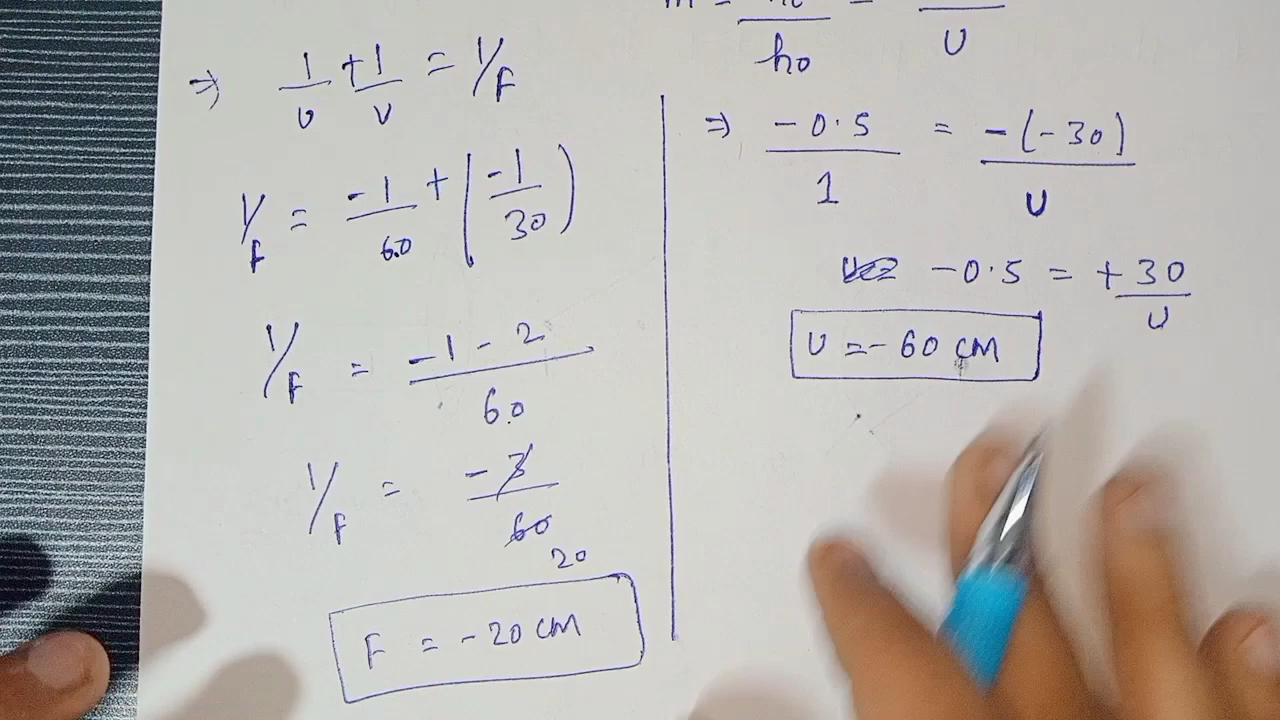 ⇒ 1/u + 1/v = 1/F
1/F = -1/60 + (-1/30)
1/F = -1 - 2/60
1/F = -3/60
20
F = -20 cm
ho = U
⇒ -0.5/1 = -(-30)/U
-0.5 = +30/U
U = -60 cm